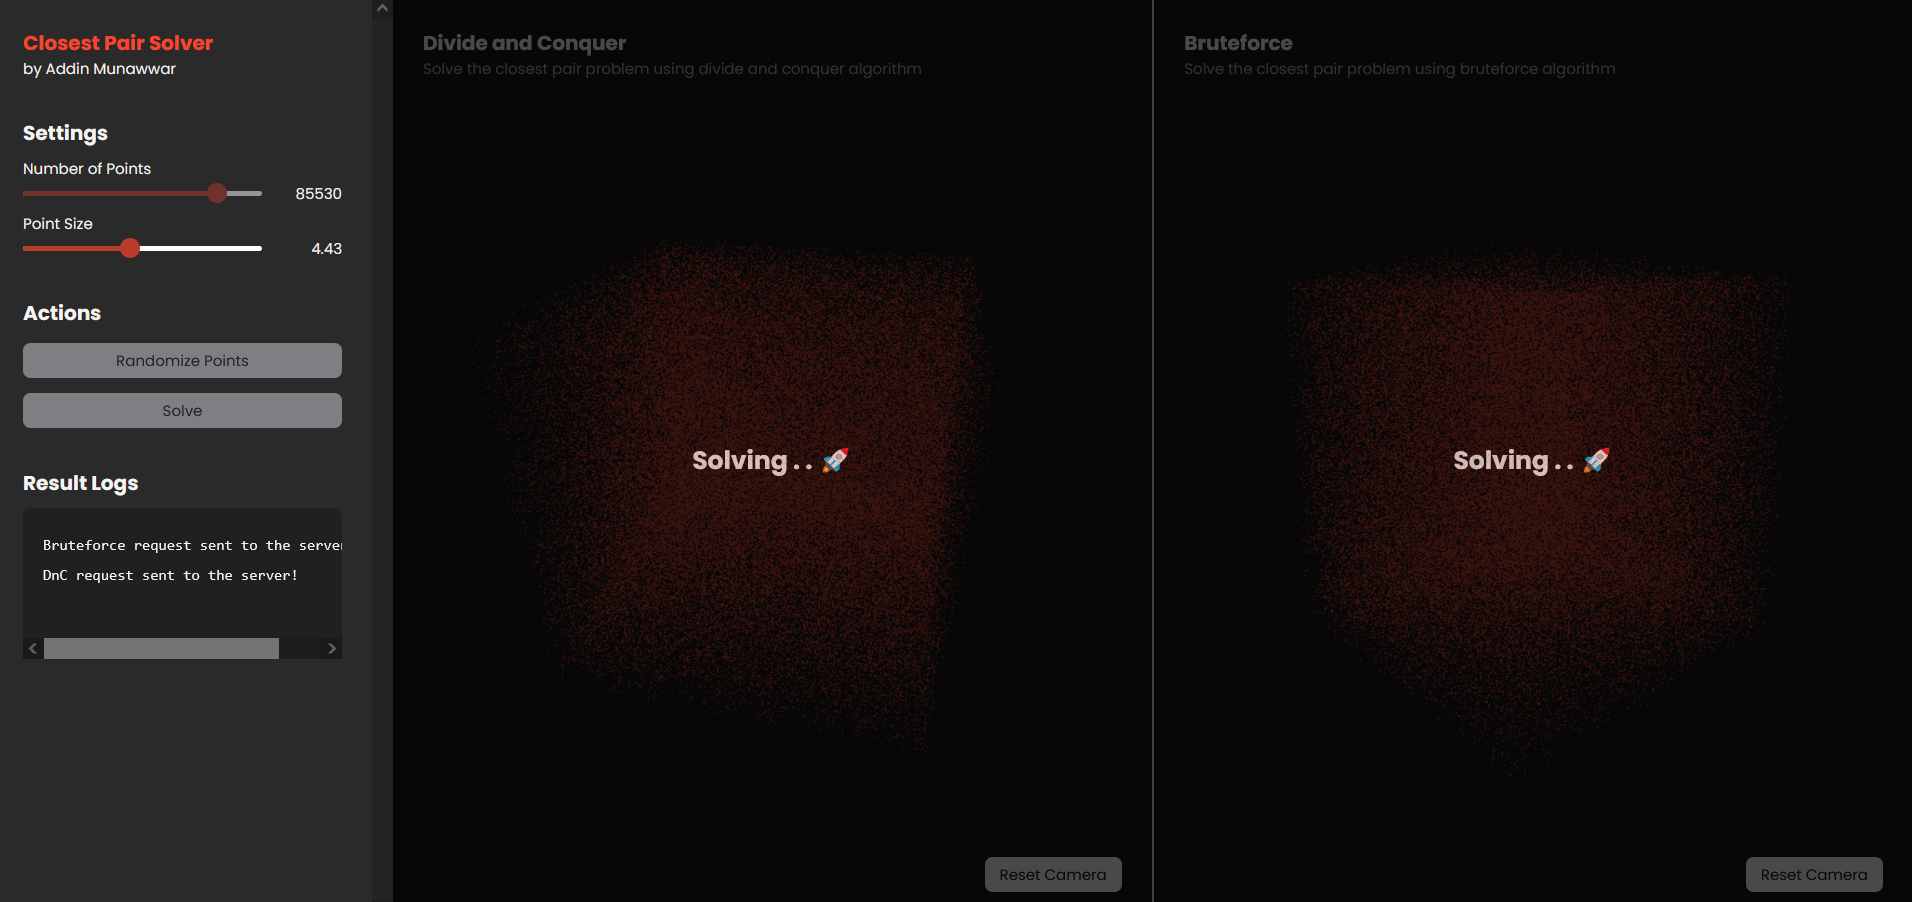 Closest Pair Solver
by Addin Munawwar
Settings
Number of Points
85530
Point Size
4.43
Actions
Randomize Points
Solve
Result Logs
Bruteforce request sent to the server
DnC request sent to the server!
Divide and Conquer
Solve the closest pair problem using divide and conquer algorithm
Solving . . 🚀
Reset Camera
Bruteforce
Solve the closest pair problem using bruteforce algorithm
Solving . . 🚀
Reset Camera